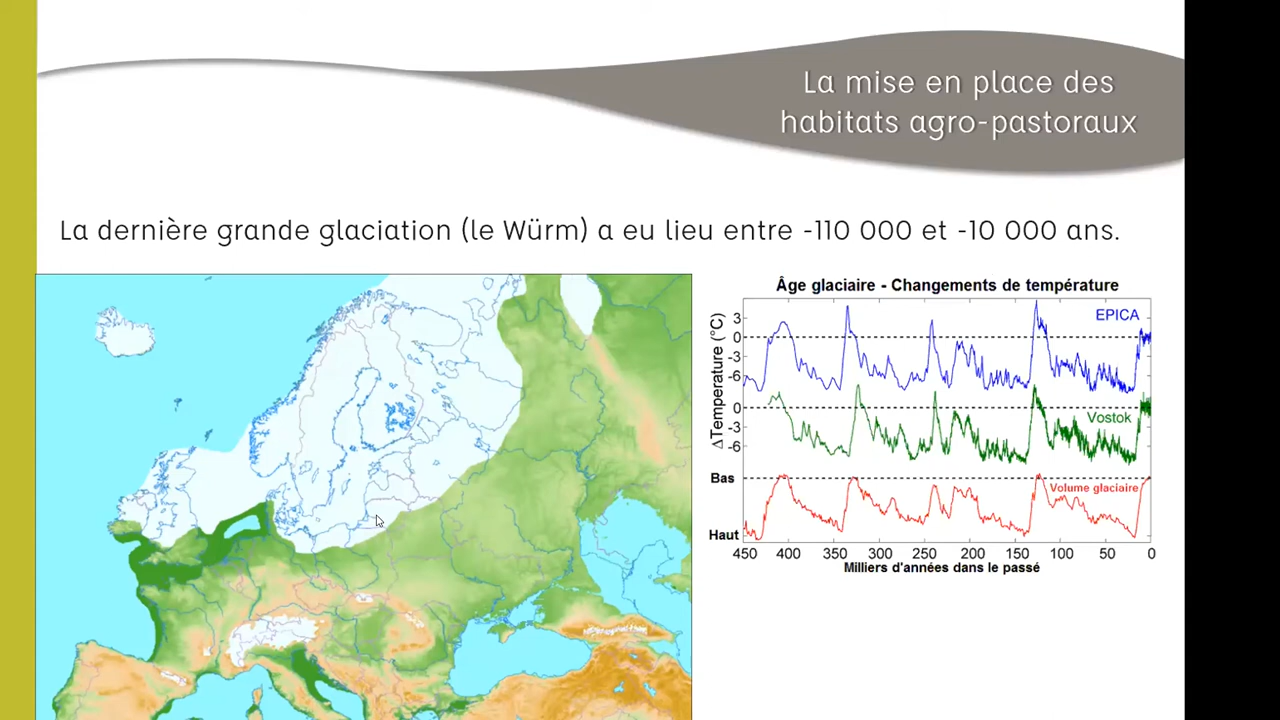 La mise en place des
habitats agro-pastoraux
La dernière grande glaciation (le Würm) a eu lieu entre -110 000 et -10 000 ans.
Âge glaciaire - Changements de température
ΔTemperature (°C)
3
0
-3
-6
EPICA
0
-3
-6
Vostok
Bas
Haut
Volume glaciaire
450 400 350 300 250 200 150 100 50 0
Milliers d'années dans le passé